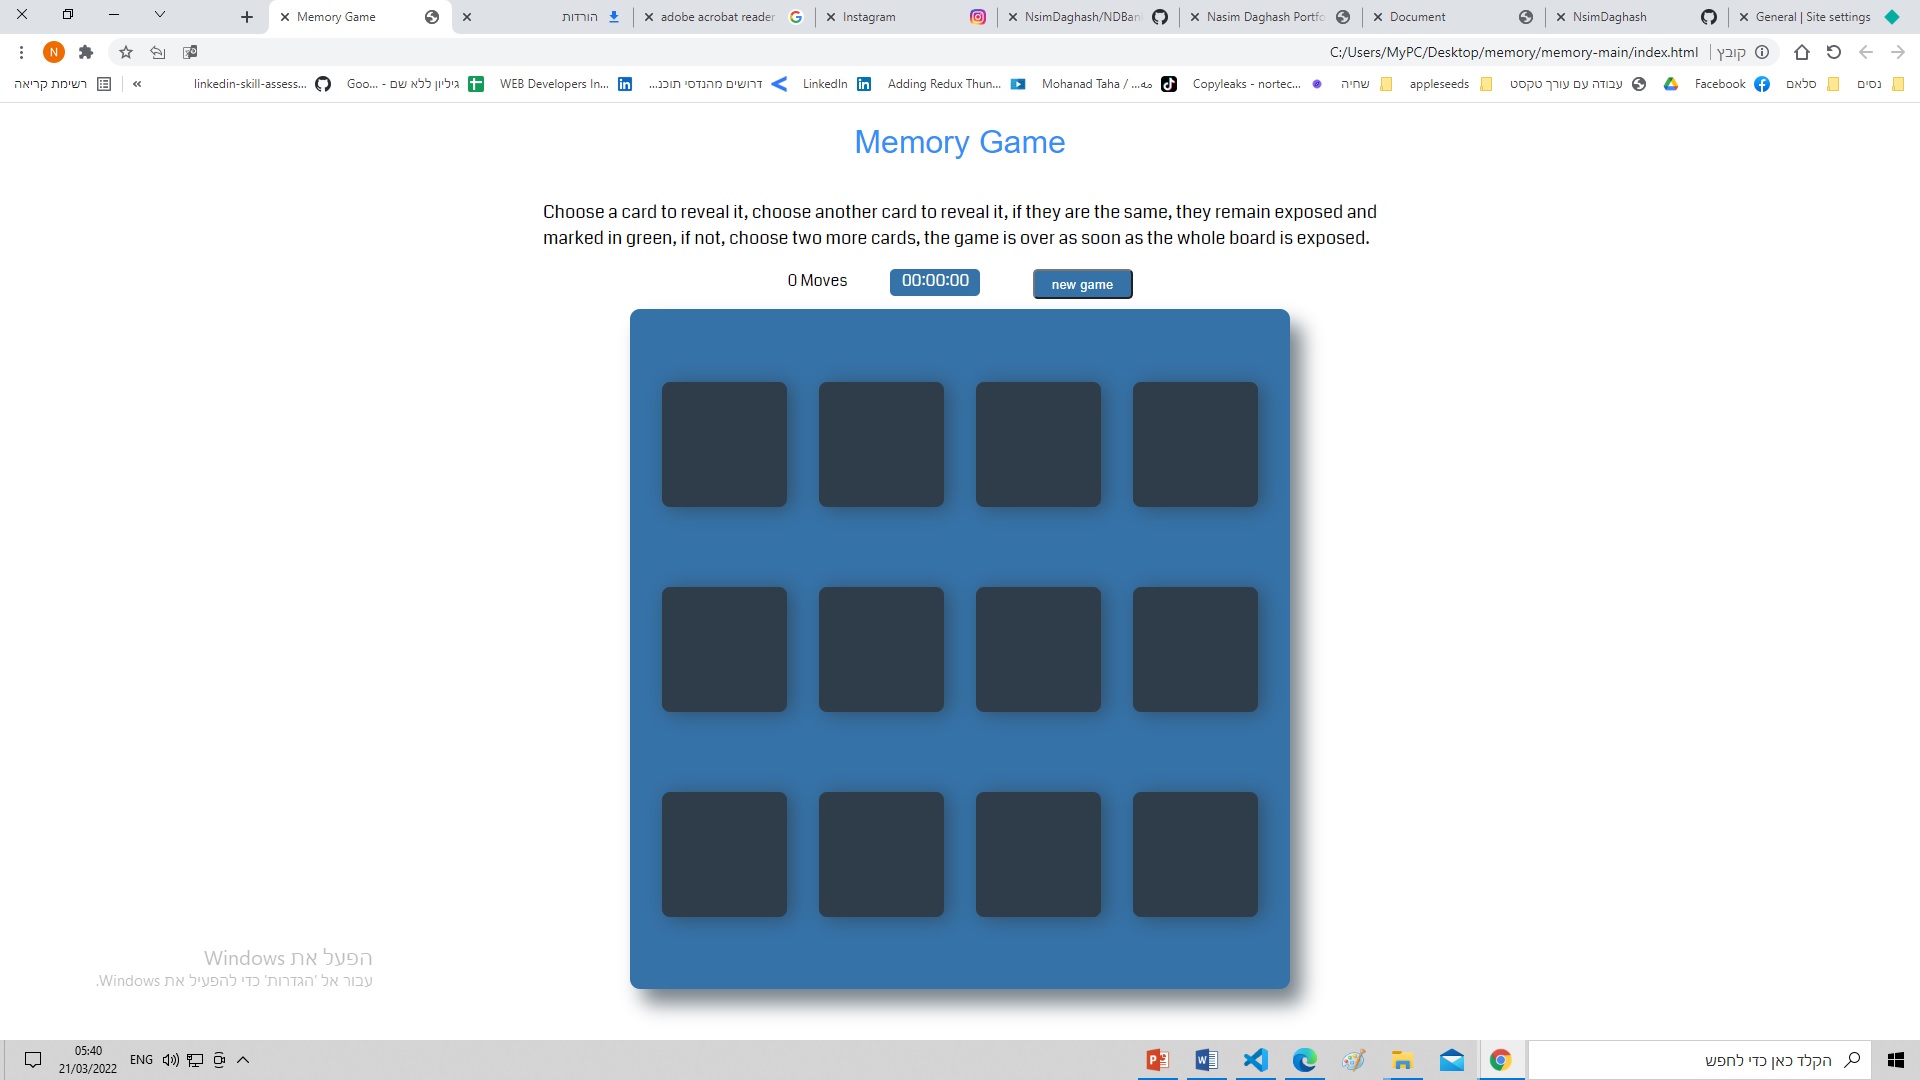 Memory Game
הורדות
adobe acrobat reader
Instagram
NsimDaghash/NDBan
Nasim Daghash Portfo
Document
NsimDaghash
General | Site settings
N
C:/Users/MyPC/Desktop/memory/memory-main/index.html
קובץ
רשימת קריאה
«
linkedin-skill-assess...
גיליון ללא שם - Goo...
WEB Developers In...
דרושים מהנדסי תוכנ...
LinkedIn
Adding Redux Thun...
Mohanad Taha / ...مه
Copyleaks - nortec...
שחיה
appleseeds
עבודה עם עורך טקסט
Facebook
סלאם
נסים
Memory Game
Choose a card to reveal it, choose another card to reveal it, if they are the same, they remain exposed and
marked in green, if not, choose two more cards, the game is over as soon as the whole board is exposed.
0 Moves
00:00:00
new game
הפעל את Windows
עבור אל 'הגדרות' כדי להפעיל את Windows.
05:40
21/03/2022
ENG
הקלד כאן כדי לחפש